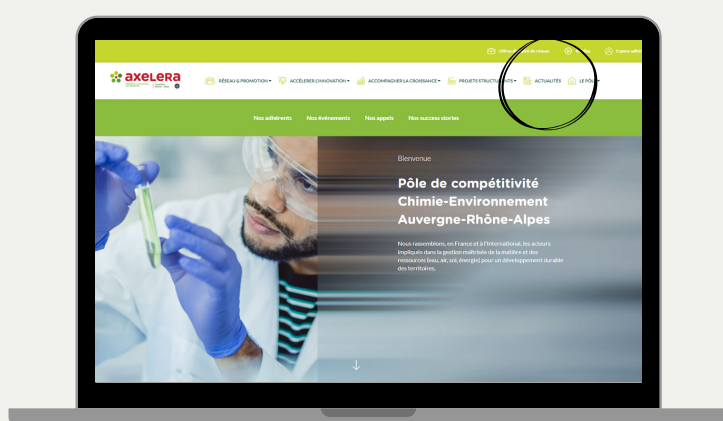 axelera
RÉSEAU & PROMOTION
ACCÉLERER L'INNOVATION
ACCOMPAGNER LA CROISSANCE
PROJETS STRUCTURANTS
ACTUALITÉS
LE PÔLE
Nos adhérents
Nos événements
Nos appels
Nos success stories
Bienvenue
Pôle de compétitivité
Chimie-Environnement
Auvergne-Rhône-Alpes
Nous rassemblons, en France et à l'International, les acteurs
impliqués dans la gestion maîtrisée de la matière et des
ressources (eau, air, sol, énergie) pour un développement durable
des territoires.